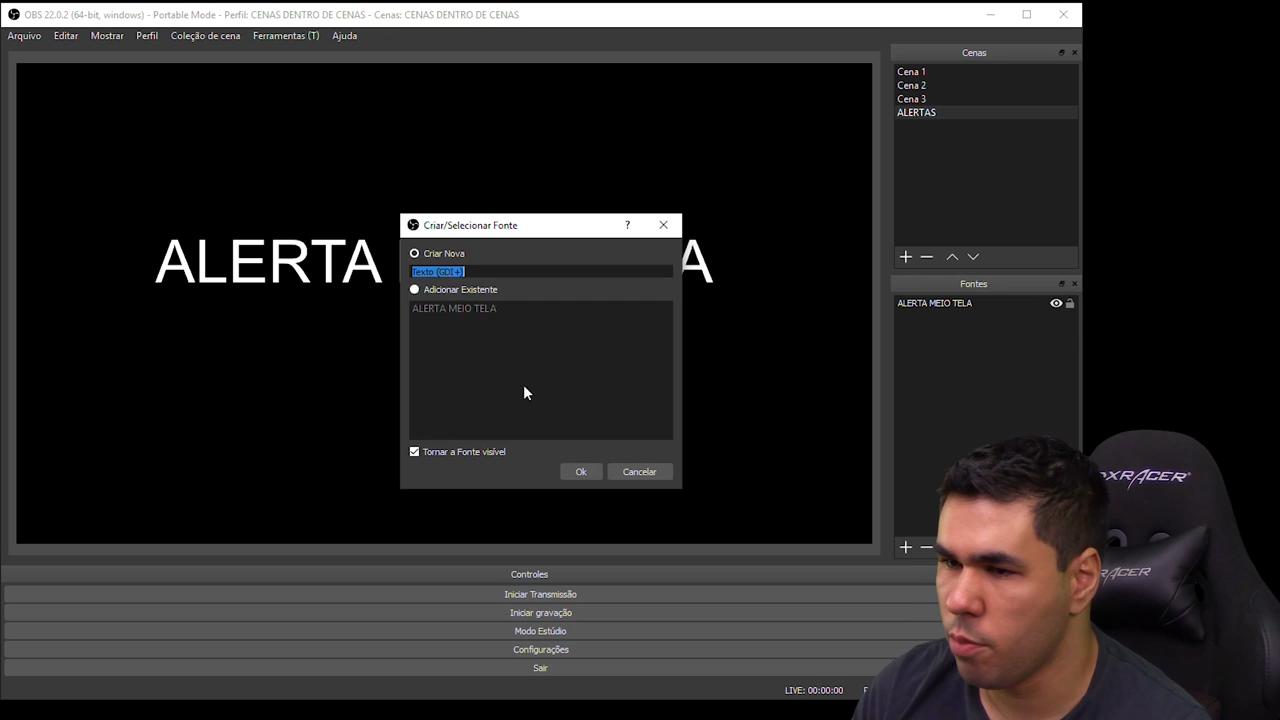 OBS 22.0.2 (64-bit, windows) - Portable Mode - Perfil: CENAS DENTRO DE CENAS - Cenas: CENAS DENTRO DE CENAS
Arquivo Editar Mostrar Perfil Coleção de cena Ferramentas (T) Ajuda
Cenas
Cena 1
Cena 2
Cena 3
ALERTAS
ALERTA
A
Criar/Selecionar Fonte ?
Criar Nova
Texto (GDI+)
Adicionar Existente
ALERTA MEIO TELA
Tornar a Fonte visível
Ok Cancelar
Fontes
ALERTA MEIO TELA
Controles
Iniciar Transmissão
Iniciar gravação
Modo Estúdio
Configurações
Sair
LIVE: 00:00:00
DXRACER